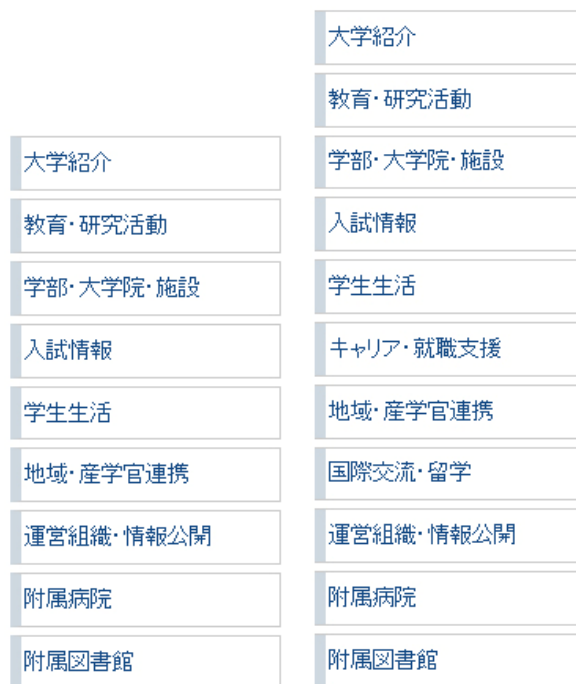 大学紹介
教育・研究活動
学部・大学院・施設
入試情報
学生生活
地域・産学官連携
運営組織・情報公開
附属病院
附属図書館
大学紹介
教育・研究活動
学部・大学院・施設
入試情報
学生生活
キャリア・就職支援
地域・産学官連携
国際交流・留学
運営組織・情報公開
附属病院
附属図書館